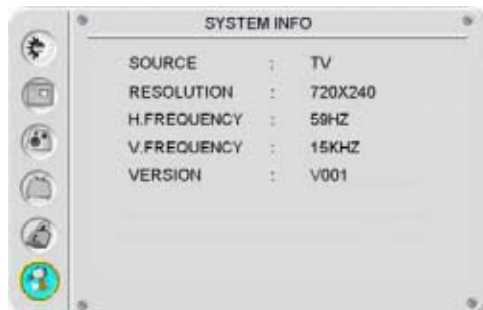 SYSTEM INFO
SOURCE : TV
RESOLUTION : 720X240
H.FREQUENCY : 59HZ
V.FREQUENCY : 15KHZ
VERSION : V001